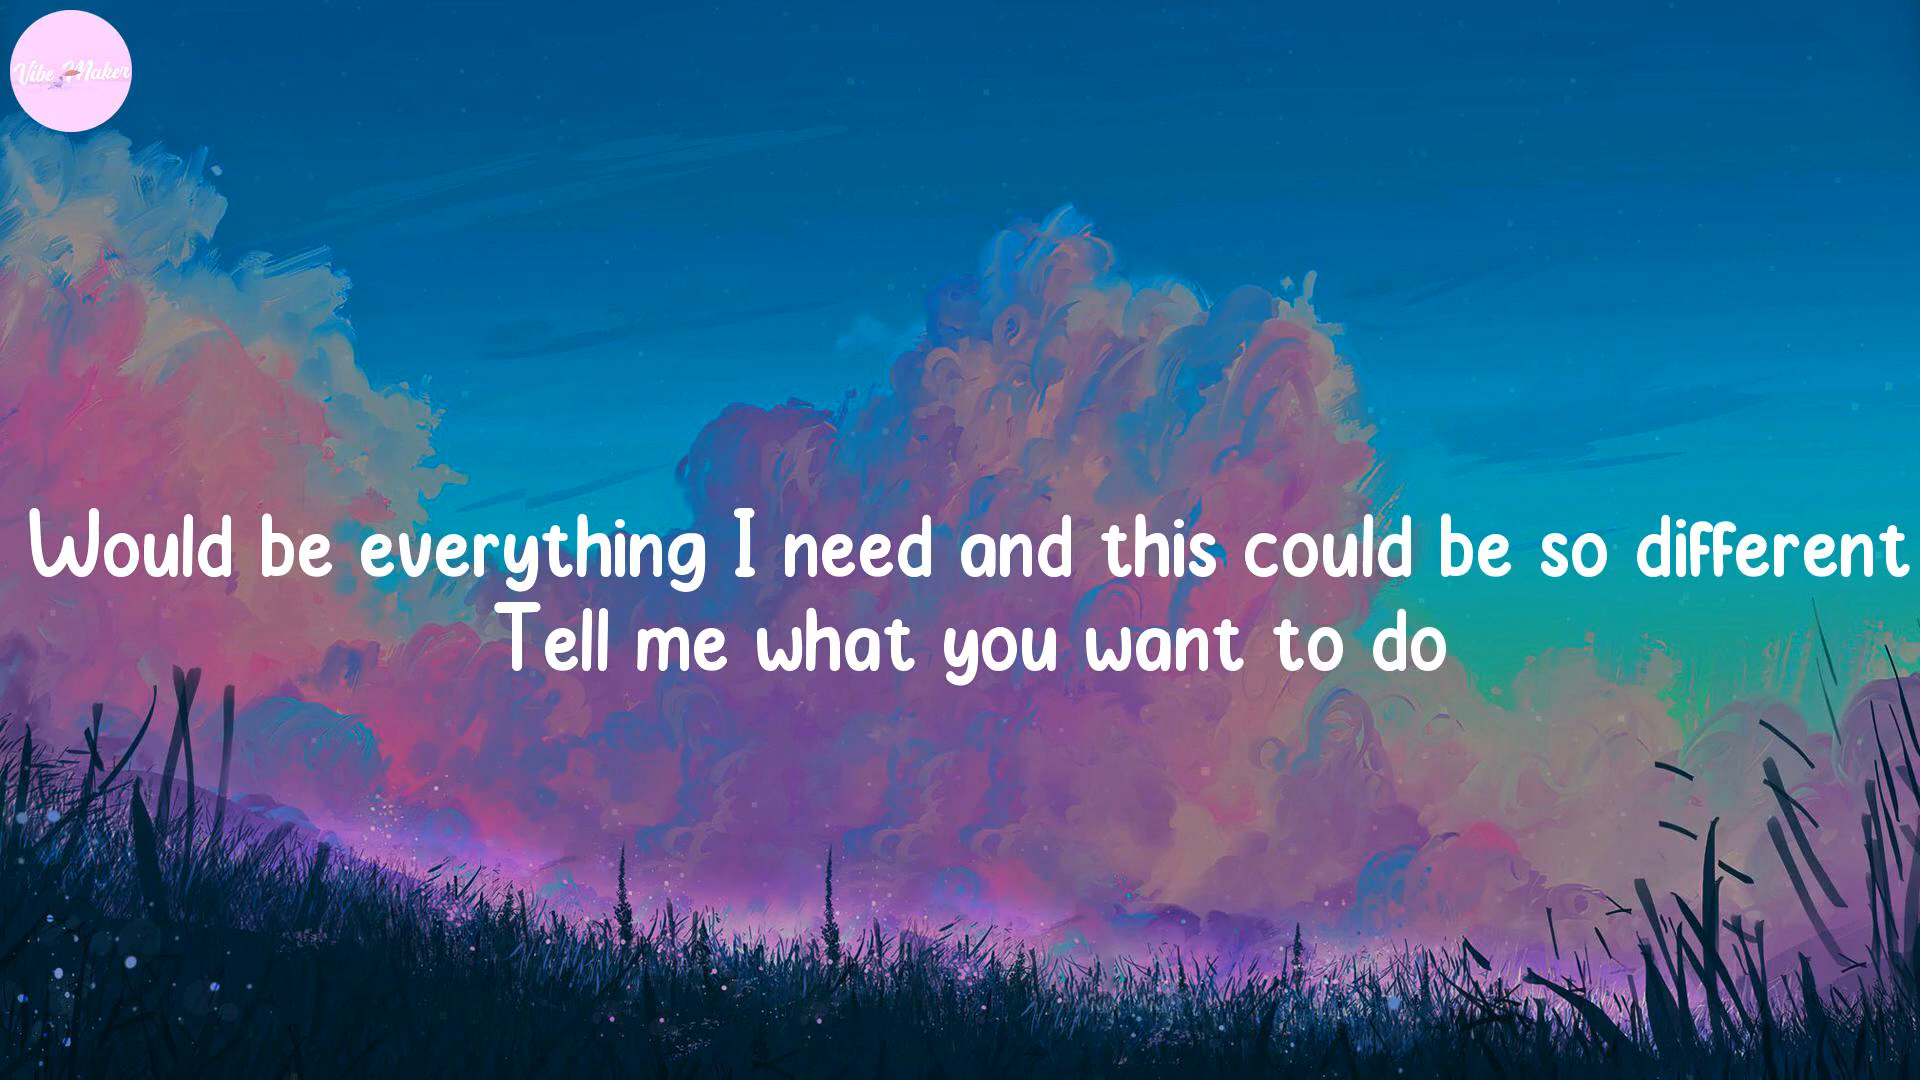 Vibe Maker
Would be everything I need and this could be so different
Tell me what you want to do